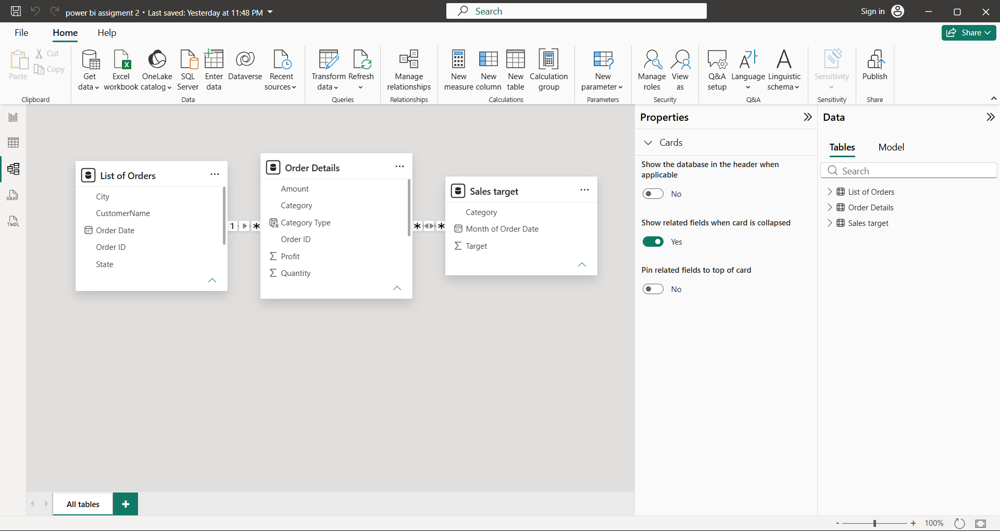 power bi assigment 2 • Last saved: Yesterday at 11:48 PM
Search
Sign in
File
Home
Help
Share
Paste
Cut
Copy
Clipboard
Get data
Excel workbook
OneLake catalog
SQL Server
Enter data
Dataverse
Recent sources
Data
Transform data
Refresh
Queries
Manage relationships
Relationships
New measure
New column
New table
Calculation group
Calculations
New parameter
Parameters
Manage roles
View as
Security
Q&A setup
Language
Linguistic schema
Q&A
Sensitivity
Sensitivity
Publish
Share
DAX
TMDL
List of Orders
City
CustomerName
Order Date
Order ID
State
1
*
Order Details
Amount
Category
Category Type
Order ID
Profit
Quantity
*
*
Sales target
Category
Month of Order Date
Target
Properties
Cards
Show the database in the header when
applicable
No
Show related fields when card is collapsed
Yes
Pin related fields to top of card
No
Data
Tables
Model
Search
List of Orders
Order Details
Sales target
All tables
+
- + 100%